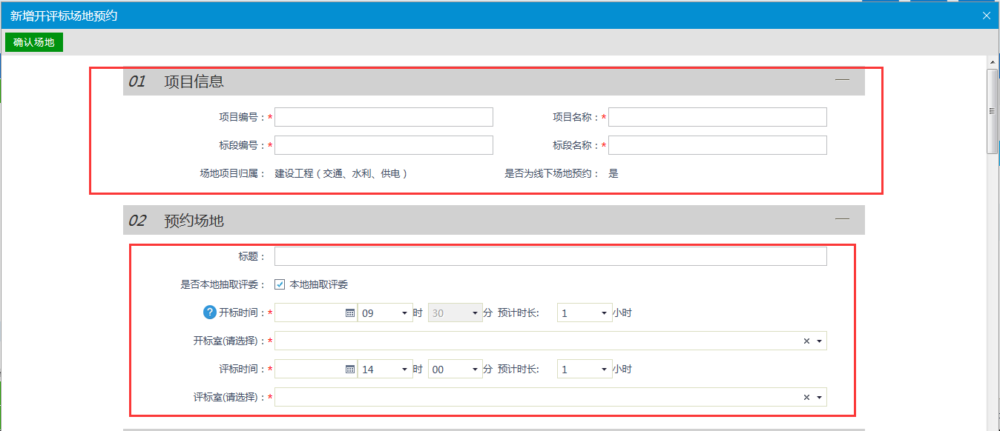 新增开评标场地预约
确认场地
01 项目信息
项目编号：* 项目名称：*
标段编号：* 标段名称：*
场地项目归属： 建设工程（交通、水利、供电） 是否为线下场地预约： 是
02 预约场地
标题：
是否本地抽取评委： 本地抽取评委
? 开标时间：* 09 时 30 分 预计时长: 1 小时
开标室(请选择)：*
评标时间：* 14 时 00 分 预计时长: 1 小时
评标室(请选择)：*